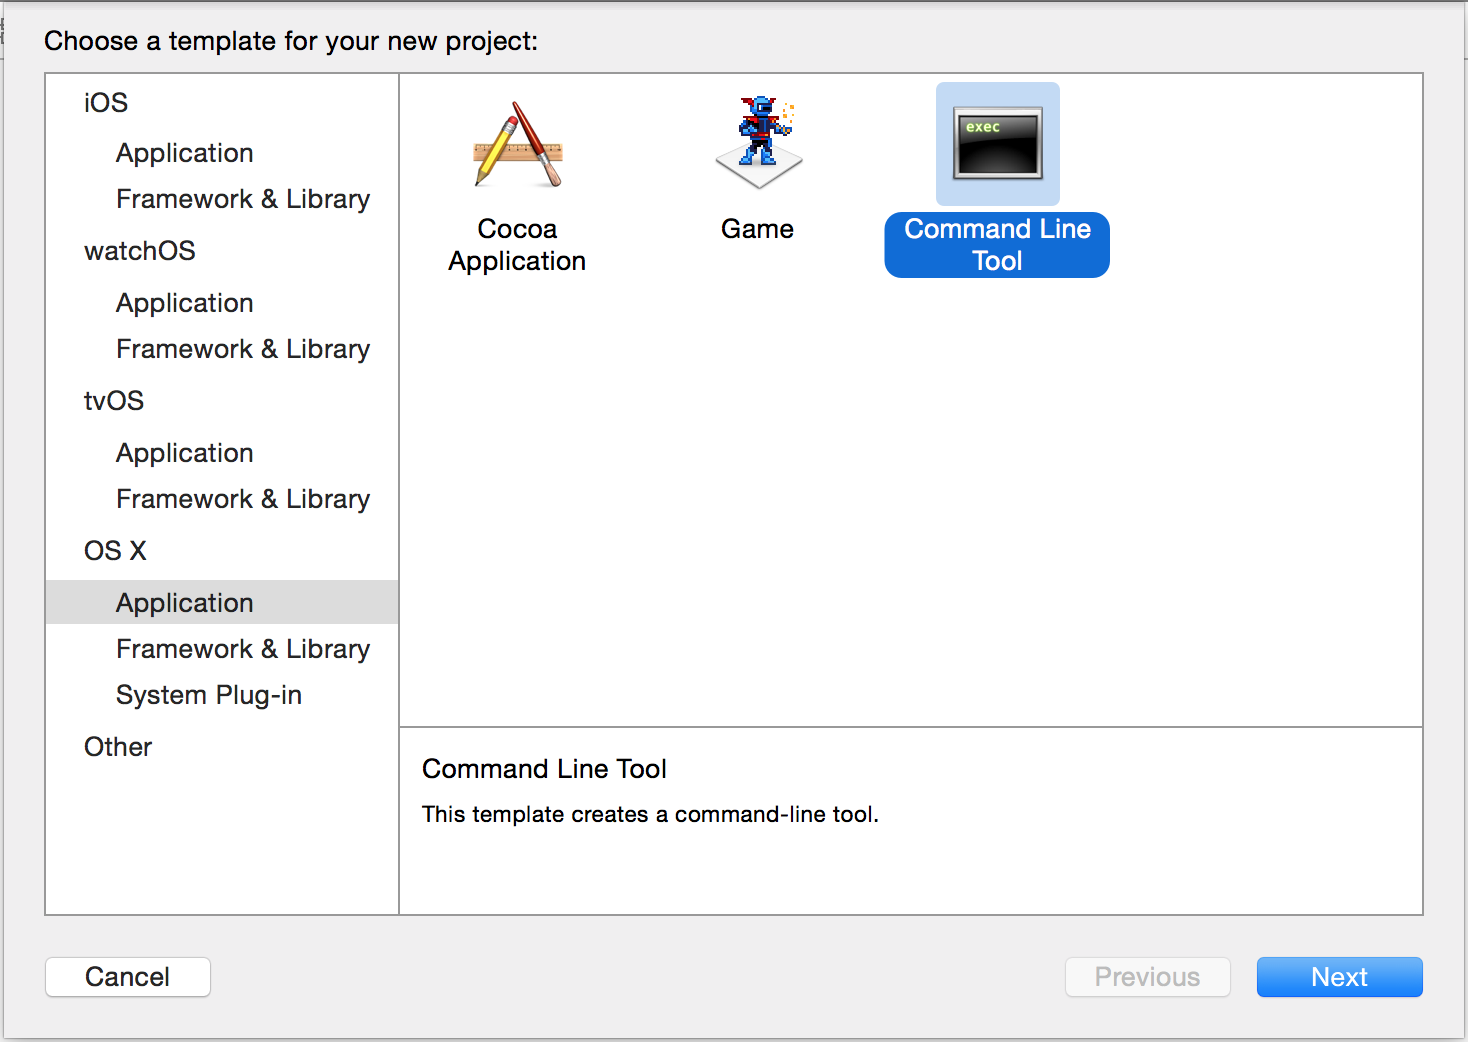 Choose a template for your new project:
iOS
Application
Framework & Library
watchOS
Application
Framework & Library
tvOS
Application
Framework & Library
OS X
Application
Framework & Library
System Plug-in
Other
Cocoa
Application
Game
exec
Command Line
Tool
Command Line Tool
This template creates a command-line tool.
Cancel
Previous
Next